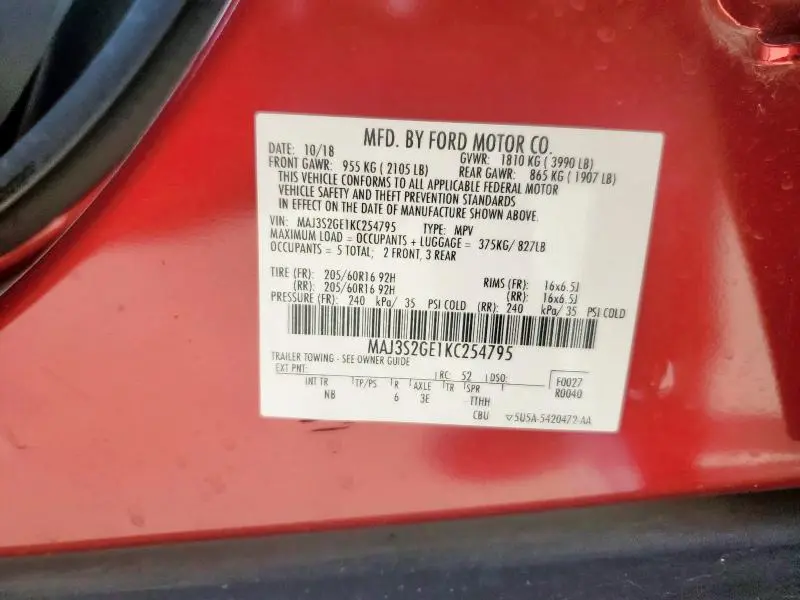 MFD. BY FORD MOTOR CO.
DATE: 10/18 GVWR: 1810 KG ( 3990 LB)
FRONT GAWR: 955 KG ( 2105 LB) REAR GAWR: 865 KG ( 1907 LB)
THIS VEHICLE CONFORMS TO ALL APPLICABLE FEDERAL MOTOR
VEHICLE SAFETY AND THEFT PREVENTION STANDARDS
IN EFFECT ON THE DATE OF MANUFACTURE SHOWN ABOVE.
VIN: MAJ3S2GE1KC254795 TYPE: MPV
MAXIMUM LOAD = OCCUPANTS + LUGGAGE = 375KG/ 827LB
OCCUPANTS = 5 TOTAL; 2 FRONT, 3 REAR
TIRE (FR): 205/60R16 92H RIMS (FR): 16x6.5J
(RR): 205/60R16 92H (RR): 16x6.5J
PRESSURE (FR): 240 kPa/ 35 PSI COLD (RR): 240 kPa/ 35 PSI COLD
MAJ3S2GE1KC254795
TRAILER TOWING - SEE OWNER GUIDE
EXT PNT: RC: 52 DSO: F0027
INT TR TP/PS R AXLE TR SPR R0040
NB 6 3E TTHH
CBU 5U5A-5420472-AA